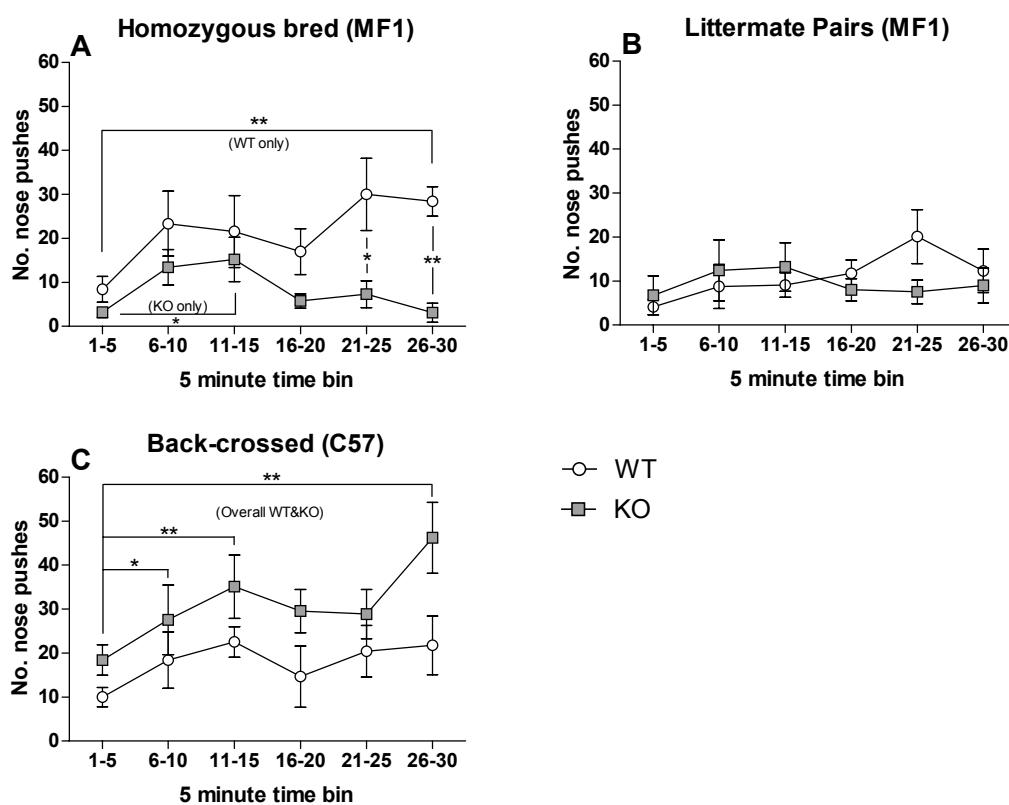 A Homozygous bred (MF1)
60
50
40
30
20
10
0
No. nose pushes
**
(WT only)
*
**
(KO only)
*
1-5 6-10 11-15 16-20 21-25 26-30
5 minute time bin
B Littermate Pairs (MF1)
60
50
40
30
20
10
0
No. nose pushes
1-5 6-10 11-15 16-20 21-25 26-30
5 minute time bin
C Back-crossed (C57)
60
50
40
30
20
10
0
No. nose pushes
**
(Overall WT&KO)
**
*
1-5 6-10 11-15 16-20 21-25 26-30
5 minute time bin
WT
KO